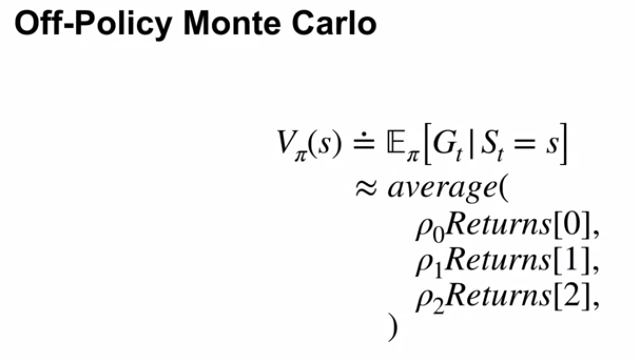 Off-Policy Monte Carlo
Vπ(s) ≐ 𝔼π[Gt | St = s]
≈ average(
ρ0Returns[0],
ρ1Returns[1],
ρ2Returns[2],
)